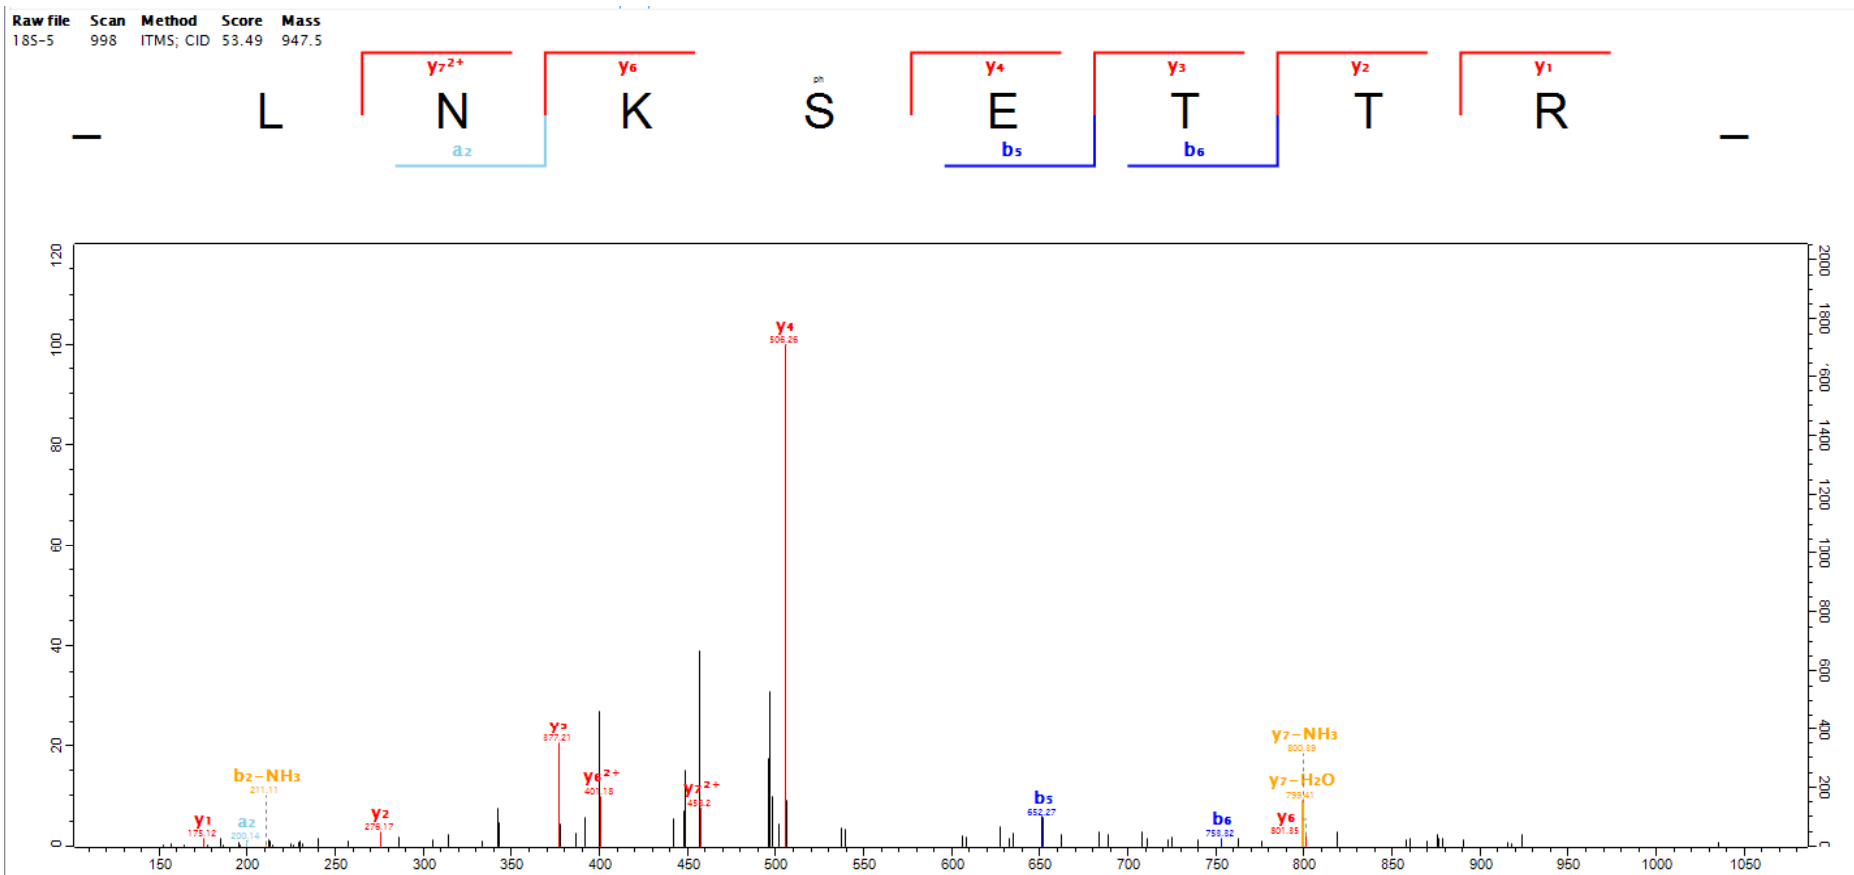 Raw file Scan Method Score Mass
18S-5 998 ITMS; CID 53.49 947.5
y₇²⁺ y₆ y₄ y₃ y₂ y₁
ph
_ L N K S E T T R _
a₂ b₅ b₆
120
100
80
60
40
20
0
2000
1800
1600
1400
1200
1000
800
600
400
200
y₄
506.26
y₃
377.21
y₆²⁺
401.18
y₇²⁺
b₂-NH₃
211.11
y₁
175.12
a₂
200.14
y₂
276.17
b₅
652.27
b₆
y₇-NH₃
800.89
y₇-H₂O
799.41
y₆
801.35
150 200 250 300 350 400 450 500 550 600 650 700 750 800 850 900 950 1000 1050